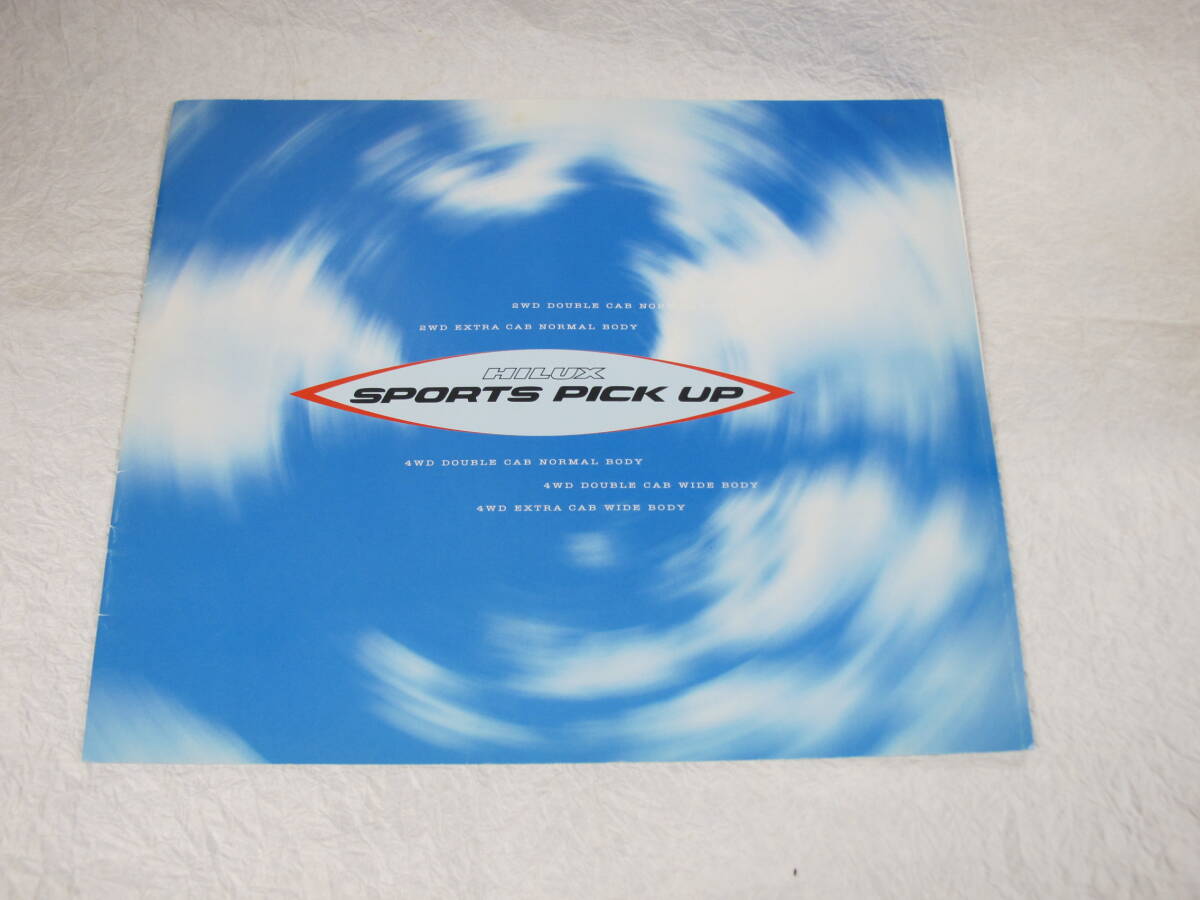 2WD DOUBLE CAB
2WD EXTRA CAB NORMAL BODY
HILUX
SPORTS PICK UP
4WD DOUBLE CAB NORMAL BODY
4WD DOUBLE CAB WIDE BODY
4WD EXTRA CAB WIDE BODY